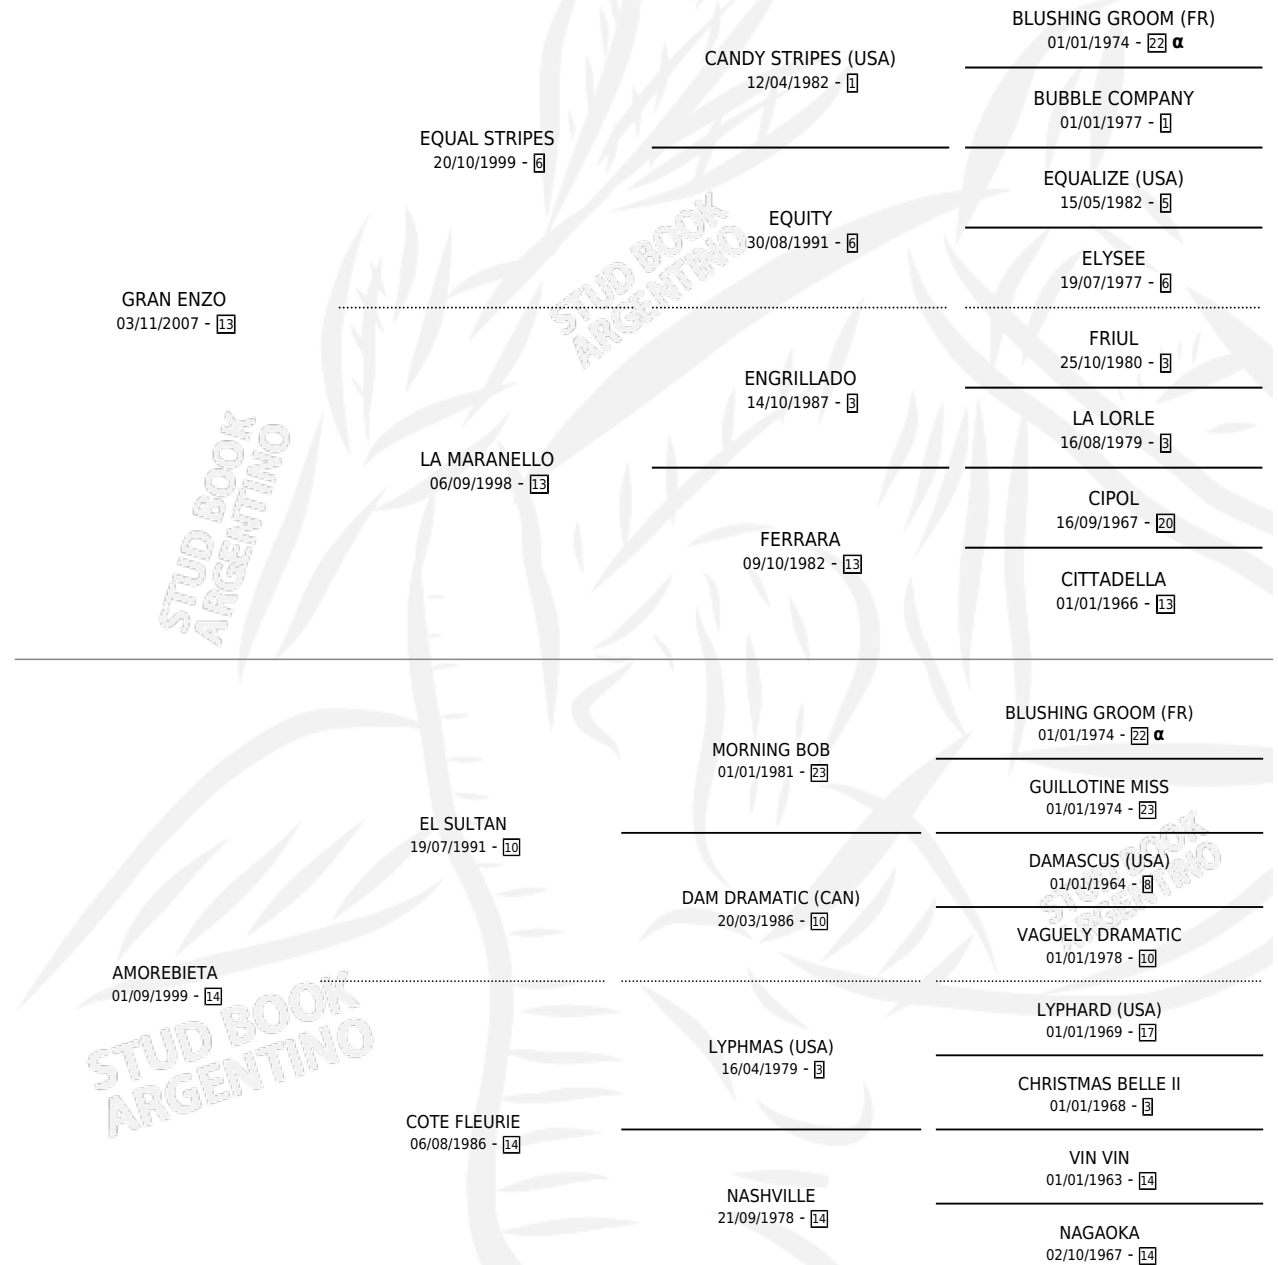 BLUSHING GROOM (FR)
01/01/1974 - 22 α
CANDY STRIPES (USA)
12/04/1982 - 1
BUBBLE COMPANY
01/01/1977 - 1
EQUAL STRIPES
20/10/1999 - 6
EQUALIZE (USA)
15/05/1982 - 5
EQUITY
30/08/1991 - 6
ELYSEE
19/07/1977 - 6
GRAN ENZO
03/11/2007 - 13
FRIUL
25/10/1980 - 3
ENGRILLADO
14/10/1987 - 3
LA LORLE
16/08/1979 - 3
LA MARANELLO
06/09/1998 - 13
CIPOL
16/09/1967 - 20
FERRARA
09/10/1982 - 13
CITTADELLA
01/01/1966 - 13
BLUSHING GROOM (FR)
01/01/1974 - 22 α
MORNING BOB
01/01/1981 - 23
GUILLOTINE MISS
01/01/1974 - 23
EL SULTAN
19/07/1991 - 10
DAMASCUS (USA)
01/01/1964 - 8
DAM DRAMATIC (CAN)
20/03/1986 - 10
VAGUELY DRAMATIC
01/01/1978 - 10
AMOREBIETA
01/09/1999 - 14
LYPHARD (USA)
01/01/1969 - 17
LYPHMAS (USA)
16/04/1979 - 3
CHRISTMAS BELLE II
01/01/1968 - 3
COTE FLEURIE
06/08/1986 - 14
VIN VIN
01/01/1963 - 14
NASHVILLE
21/09/1978 - 14
NAGAOKA
02/10/1967 - 14
STUD BOOK
ARGENTINO
STUD BOOK
ARGENTINO
STUD BOOK
ARGENTINO
STUD BOOK
ARGENTINO